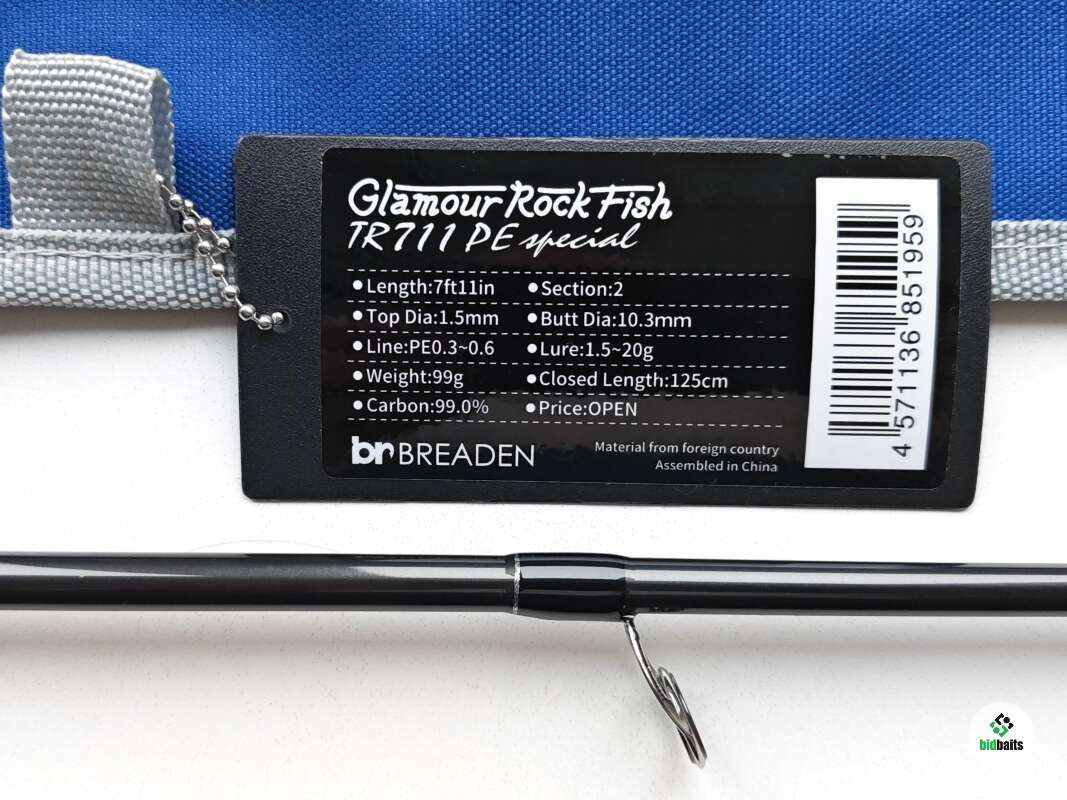 Glamour Rock Fish
TR711 PE special
●Length:7ft11in ●Section:2
●Top Dia:1.5mm ●Butt Dia:10.3mm
●Line:PE0.3~0.6 ●Lure:1.5~20g
●Weight:99g ●Closed Length:125cm
●Carbon:99.0% ●Price:OPEN
br BREADEN
Material from foreign country
Assembled in China
4 571136 851959
bidbaits